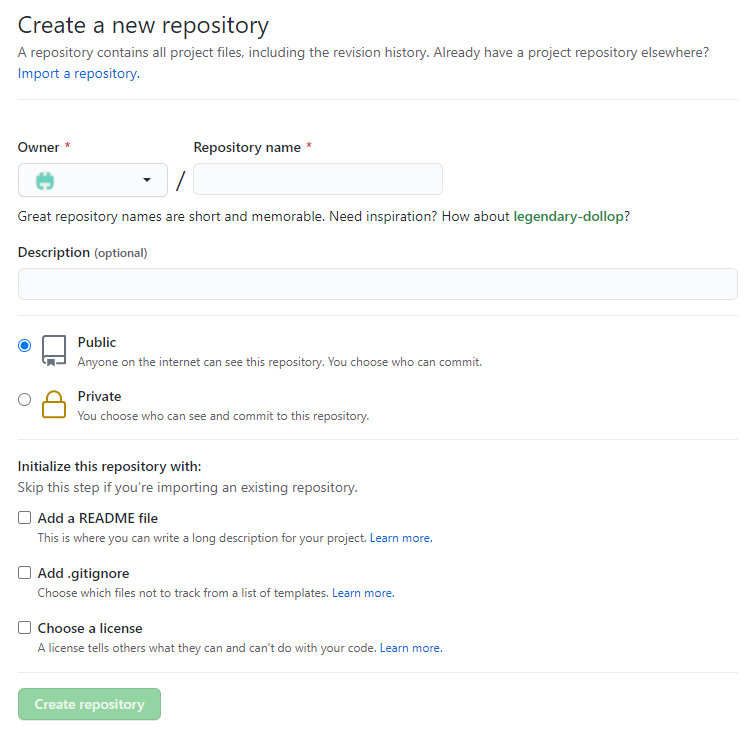 Create a new repository
A repository contains all project files, including the revision history. Already have a project repository elsewhere?
Import a repository.
Owner * Repository name *
/
Great repository names are short and memorable. Need inspiration? How about legendary-dollop?
Description (optional)
Public
Anyone on the internet can see this repository. You choose who can commit.
Private
You choose who can see and commit to this repository.
Initialize this repository with:
Skip this step if you're importing an existing repository.
Add a README file
This is where you can write a long description for your project. Learn more.
Add .gitignore
Choose which files not to track from a list of templates. Learn more.
Choose a license
A license tells others what they can and can't do with your code. Learn more.
Create repository